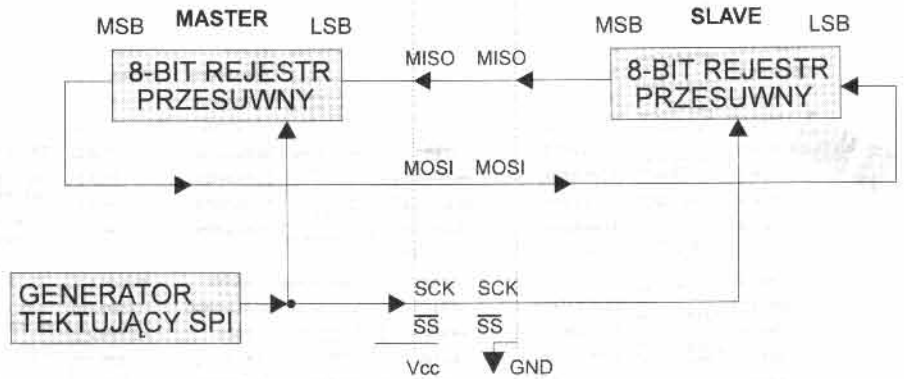 MASTER
SLAVE
MSB
LSB
MSB
LSB
8-BIT REJESTR
PRZESUWNY
MISO
MISO
8-BIT REJESTR
PRZESUWNY
MOSI
MOSI
GENERATOR
TEKTUJĄCY SPI
SCK
SCK
SS
SS
Vcc
GND